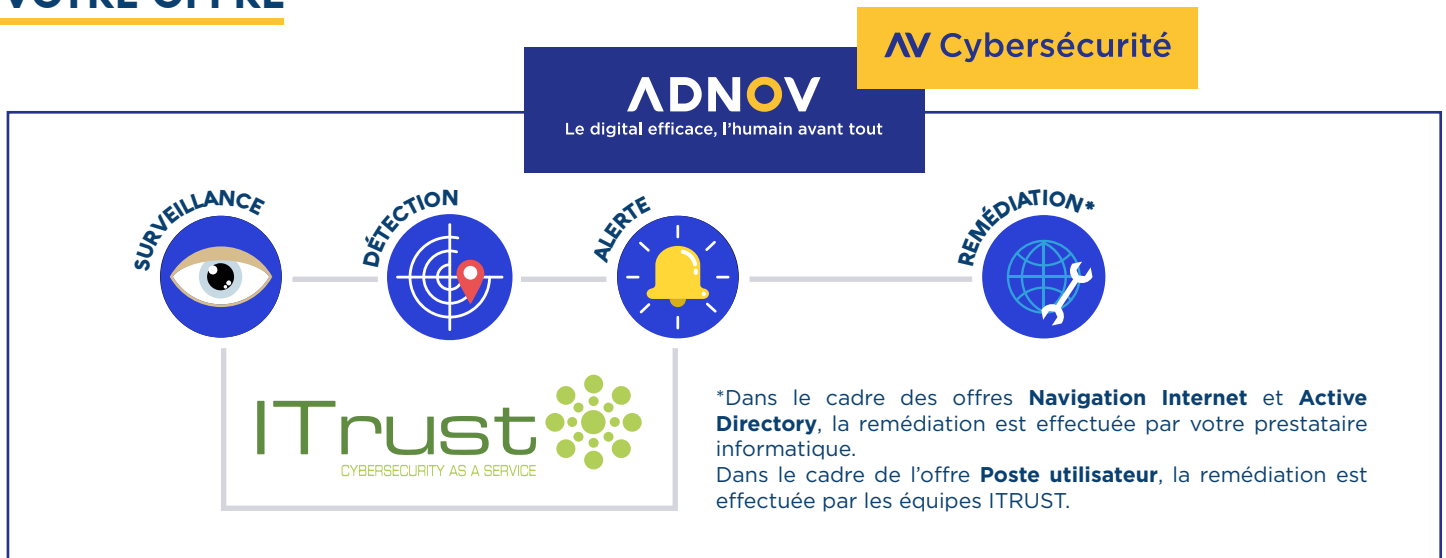 VOTRE OFFRE
AV Cybersécurité
ADNOV
Le digital efficace, l'humain avant tout
SURVEILLANCE
DÉTECTION
ALERTE
REMÉDIATION*
ITrust
CYBERSECURITY AS A SERVICE
*Dans le cadre des offres Navigation Internet et Active
Directory, la remédiation est effectuée par votre prestataire
informatique.
Dans le cadre de l'offre Poste utilisateur, la remédiation est
effectuée par les équipes ITRUST.